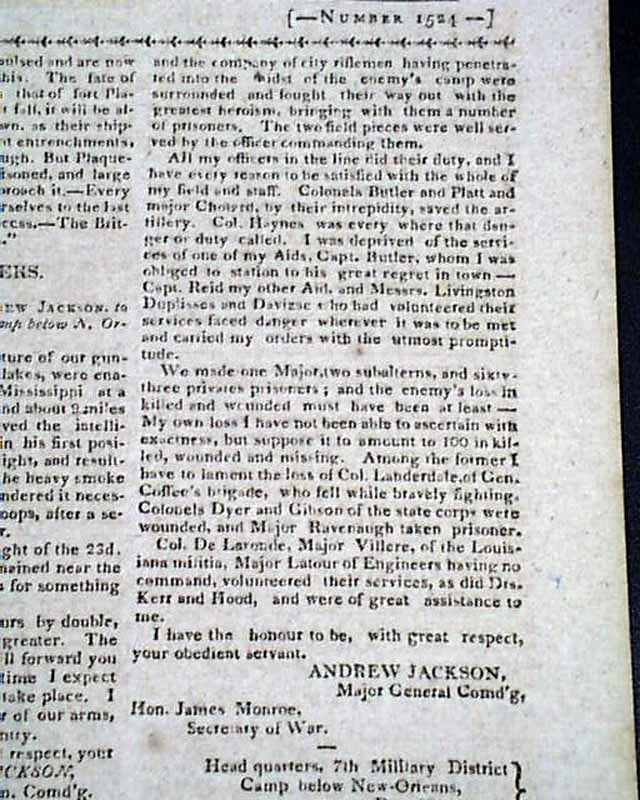 [—NUMBER 1524—]
ulsed and are now
his. The fate of
that of fort Pla-
t fall, it will be al-
wn, as their ship-
t entrenchments,
ugh. But Plaque-
isoned, and large
proach it.—Every
rselves to the last
ccess.—The Brit-
."
ERS.
EW JACKSON, to
amp below N. Or-
ture of our gun-
lakes, were ena-
Mississippi at a
nd about 9 miles
ved the intelli-
in his first posi-
ight, and result-
he heavy smoke
ndered it neces-
oops, after a se-
r.
ght of the 23d.
mained near the
s for something
urs by double,
greater. The
ll forward you
time I expect
take place. I
r of our arms,
ntry.
respect, your
CKSON,
n. Comd'g.
and the company of city riflemen having penetra-
ted into the midst of the enemy's camp were
surrounded and fought their way out with the
greatest heroism, bringing with them a number
of prisoners. The two field pieces were well ser-
ved by the officer commanding them.
All my officers in the line did their duty, and I
have every reason to be satisfied with the whole of
my field and staff. Colonels Butler and Platt and
major Chotard, by their intrepidity, saved the ar-
tillery. Col. Haynes was every where that dan-
ger or duty called. I was deprived of the servi-
ces of one of my Aids, Capt. Butler, whom I was
obliged to station to his great regret in town—
Capt. Reid my other Aid, and Messrs. Livingston
Duplisses and Davizac who had volunteered their
services faced danger wherever it was to be met
and carried my orders with the utmost prompti-
tude.
We made one Major, two subalterns, and sixty-
three privates prisoners; and the enemy's loss in
killed and wounded must have been at least—
My own loss I have not been able to ascertain with
exactness, but suppose it to amount to 100 in kil-
led, wounded and missing. Among the former I
have to lament the loss of Col. Lauderdale, of Gen.
Coffee's brigade, who fell while bravely fighting.
Colonels Dyer and Gibson of the state corps were
wounded, and Major Kavenaugh taken prisoner.
Col. De Laronde, Major Villere, of the Louis-
iana militia, Major Latour of Engineers having no
command, volunteered their services, as did Drs.
Kerr and Hood, and were of great assistance to
me.
I have the honour to be, with great respect,
your obedient servant.
ANDREW JACKSON,
Major General Comd'g,
Hon. James Monroe,
Secretary of War.
Head quarters, 7th Military District
Camp below New-Orleans,